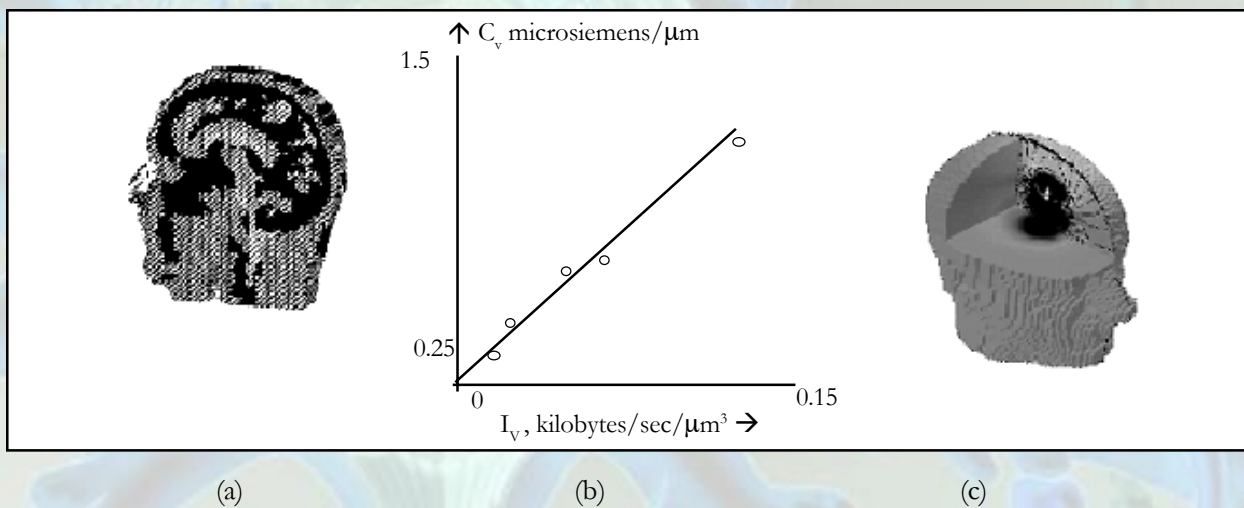 ↑ C_v microsiemens/μm
1.5
0.25
0
0.15
I_V, kilobytes/sec/μm³ →
(a) (b) (c)